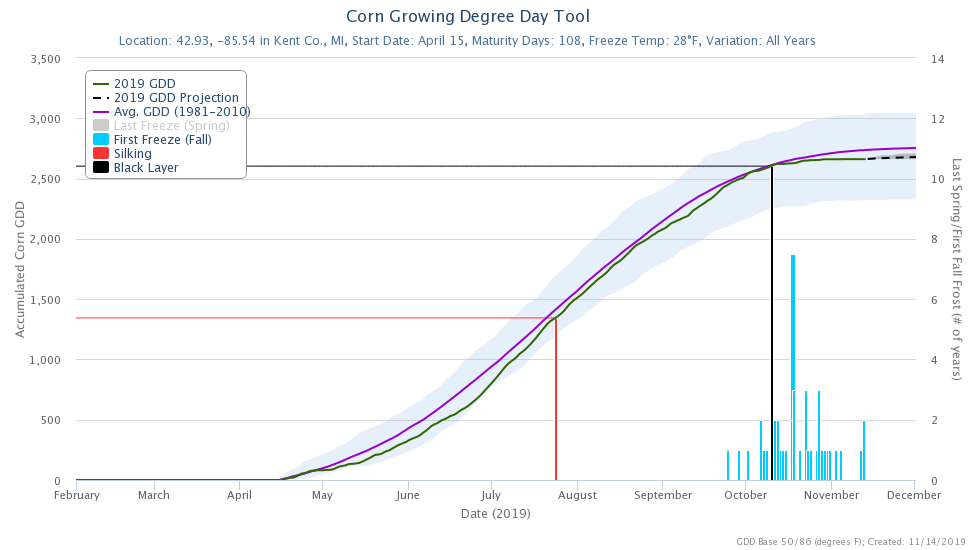 Corn Growing Degree Day Tool
Location: 42.93, -85.54 in Kent Co., MI, Start Date: April 15, Maturity Days: 108, Freeze Temp: 28°F, Variation: All Years
3,500
3,000
2,500
2,000
1,500
1,000
500
0
Accumulated Corn GDD
2019 GDD
2019 GDD Projection
Avg. GDD (1981-2010)
Last Freeze (Spring)
First Freeze (Fall)
Silking
Black Layer
14
12
10
8
6
4
2
0
Last Spring/First Fall Frost (# of years)
February March April May June July August September October November December
Date (2019)
GDD Base 50/86 (degrees F); Created: 11/14/2019